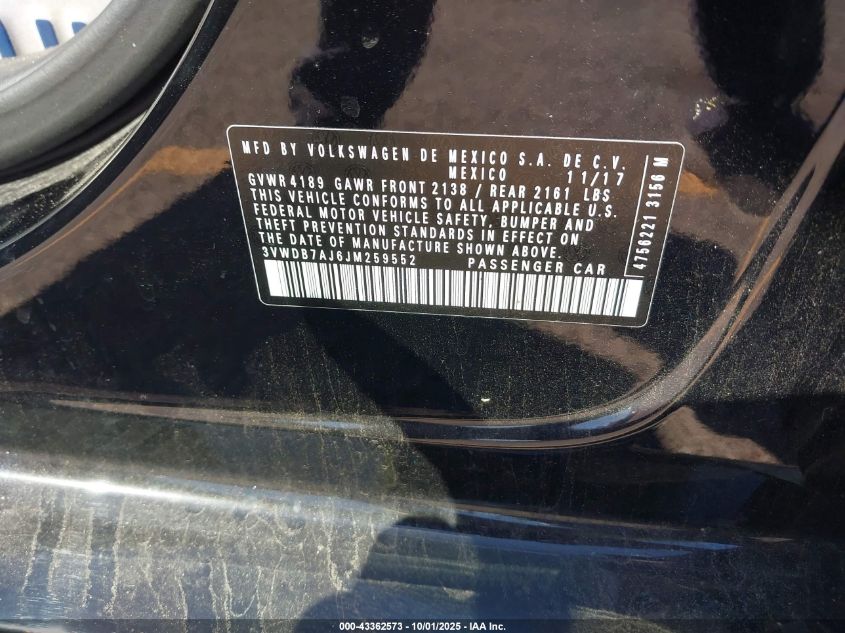 MFD BY VOLKSWAGEN DE MEXICO S.A. DE C.V.
MEXICO 11/17
GVWR 4189 GAWR FRONT 2138 / REAR 2161 LBS
THIS VEHICLE CONFORMS TO ALL APPLICABLE U.S.
FEDERAL MOTOR VEHICLE SAFETY, BUMPER AND
THEFT PREVENTION STANDARDS IN EFFECT ON
THE DATE OF MANUFACTURE SHOWN ABOVE.
3VWDB7AJ6JM259552 PASSENGER CAR
4756221 3156 M
000-43362573 - 10/01/2025 - IAA Inc.